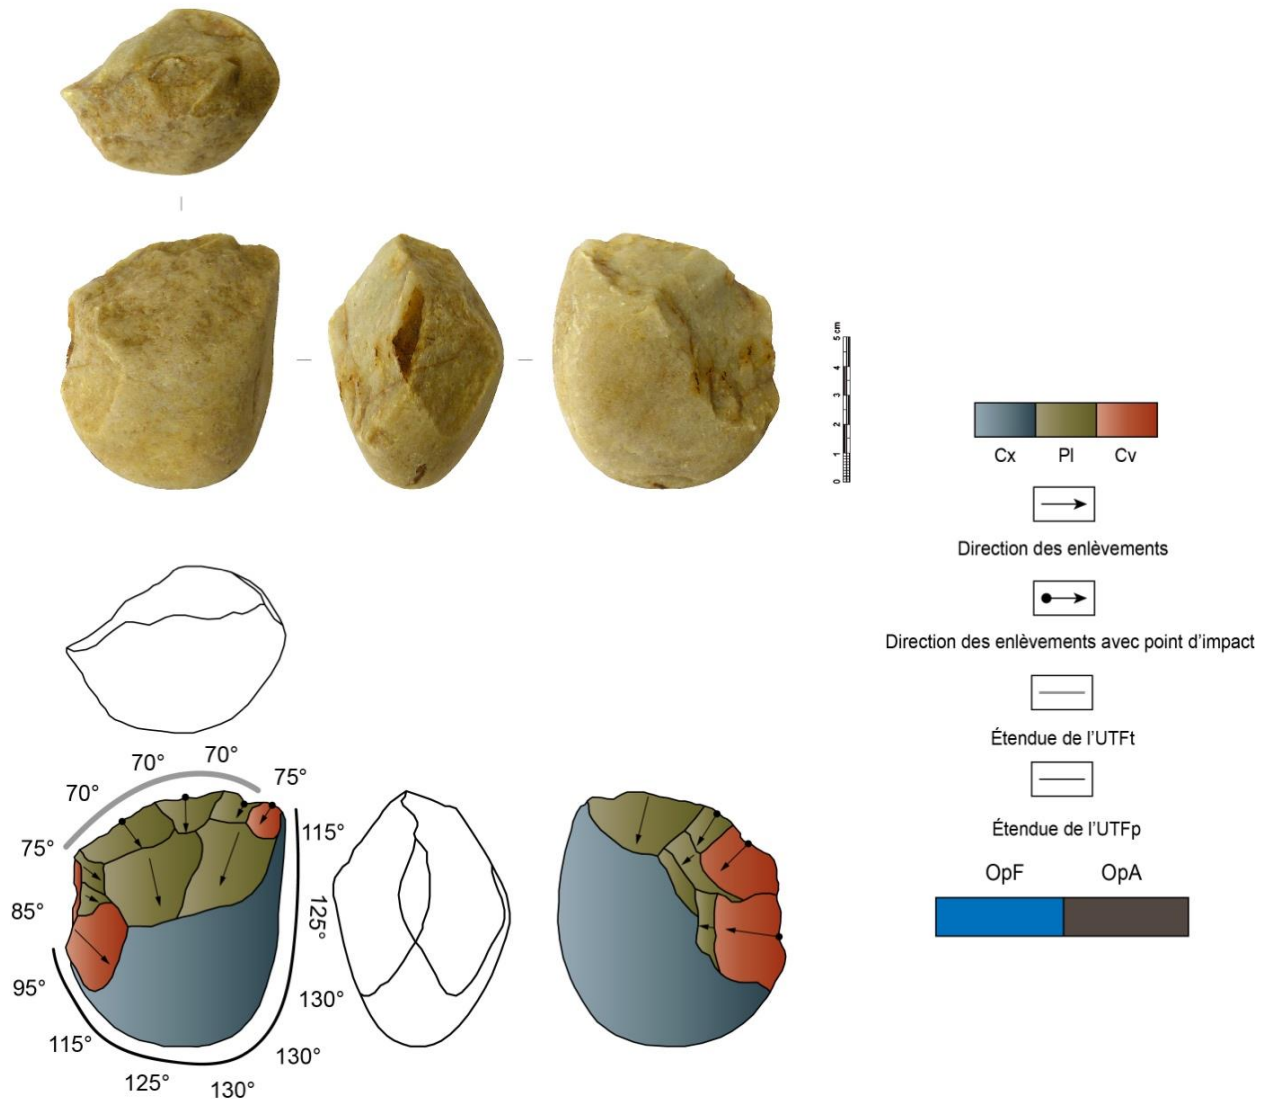 5 cm
4
3
2
1
0
Cx Pl Cv
Direction des enlèvements
Direction des enlèvements avec point d'impact
Étendue de l'UTFt
Étendue de l'UTFp
OpF OpA
70° 70°
70° 75°
75° 115°
85° 125°
95° 130°
115° 130°
125° 130°